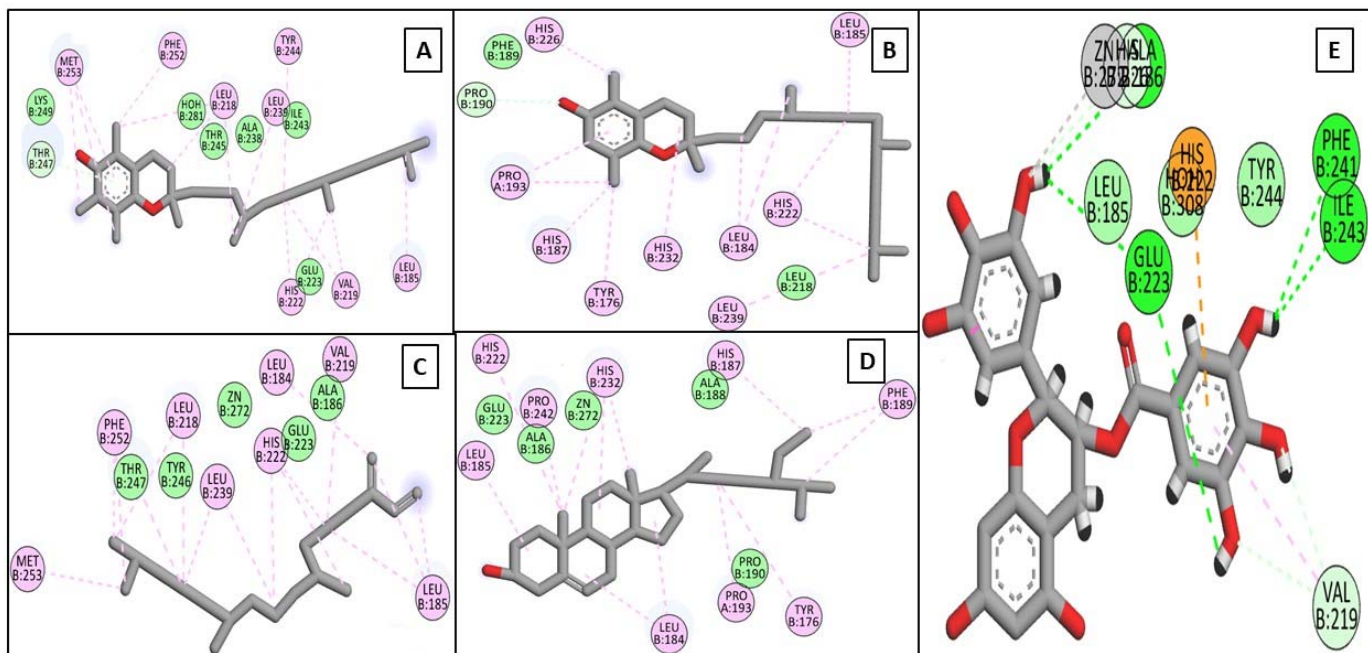 A
MET
B:253
PHE
B:252
TYR
B:244
LYS
B:249
HOH
B:281
LEU
B:218
LEU
B:239
ILE
B:243
THR
B:245
ALA
B:238
THR
B:247
GLU
B:223
HIS
B:222
VAL
B:219
LEU
B:185
B
HIS
B:226
LEU
B:185
PHE
B:189
PRO
B:190
PRO
A:193
HIS
B:187
TYR
B:176
HIS
B:232
LEU
B:184
HIS
B:222
LEU
B:218
LEU
B:239
C
LEU
B:184
VAL
B:219
ZN
B:272
ALA
B:186
PHE
B:252
LEU
B:218
HIS
B:222
GLU
B:223
THR
B:247
TYR
B:246
LEU
B:239
MET
B:253
LEU
B:185
D
HIS
B:222
HIS
B:232
HIS
B:187
ALA
B:188
PHE
B:189
GLU
B:223
PRO
B:242
ZN
B:272
LEU
B:185
ALA
B:186
PRO
B:190
PRO
A:193
TYR
B:176
LEU
B:184
E
ZN
ALA
LEU
B:185
HIS
B:222
B:308
TYR
B:244
PHE
B:241
ILE
B:243
GLU
B:223
VAL
B:219